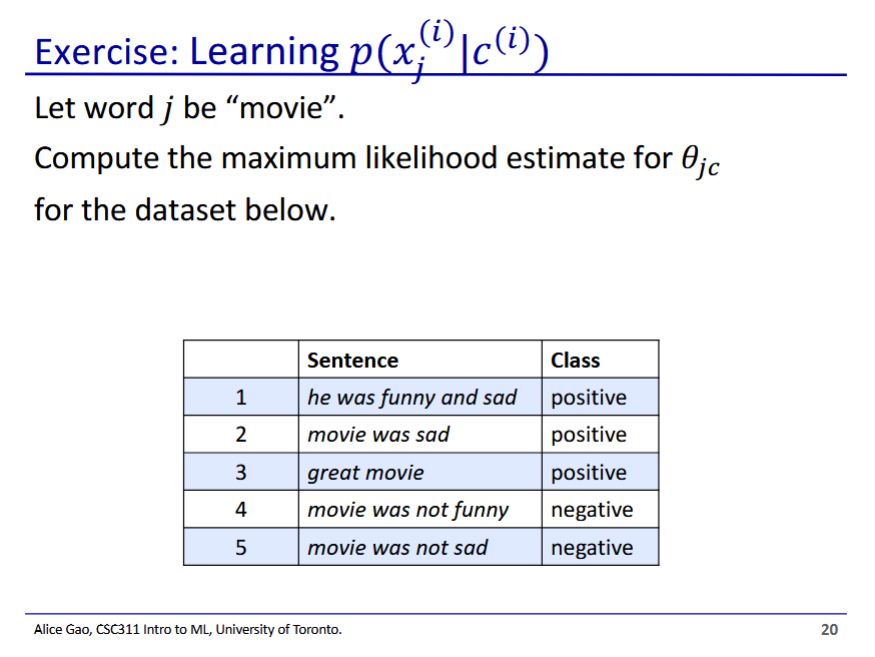 Exercise: Learning p(x_j^(i)|c^(i))
Let word j be “movie”.
Compute the maximum likelihood estimate for θ_jc
for the dataset below.
Sentence Class
1 he was funny and sad positive
2 movie was sad positive
3 great movie positive
4 movie was not funny negative
5 movie was not sad negative
Alice Gao, CSC311 Intro to ML, University of Toronto. 20